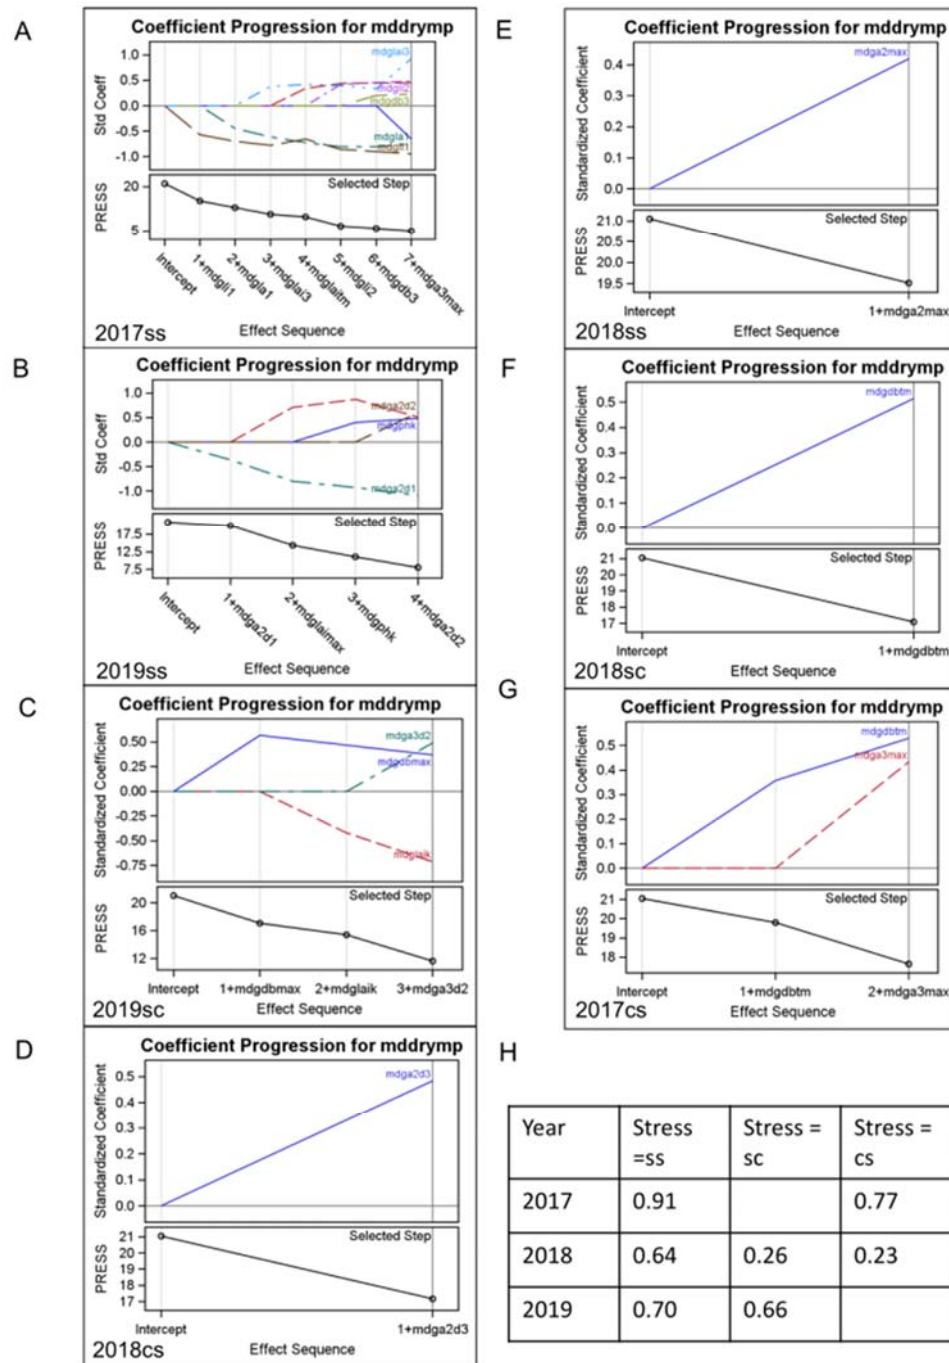 A
Coefficient Progression for mddrymp
Std Coeff
1.0
0.5
0.0
-0.5
-1.0
mdglai3
mdgli2
mdgdb3
mdgla1
PRESS
20
5
Selected Step
Intercept
1+mdgli1
2+mdgla1
3+mdglai3
4+mdglaitm
5+mdgli2
6+mdgdb3
7+mdga3max
2017ss
Effect Sequence
B
Coefficient Progression for mddrymp
Std Coeff
1.0
0.5
0.0
-0.5
-1.0
mdga2d2
mdgphk
mdga2d1
PRESS
17.5
12.5
7.5
Selected Step
Intercept
1+mdga2d1
2+mdglaimax
3+mdgphk
4+mdga2d2
2019ss
Effect Sequence
C
Coefficient Progression for mddrymp
Standardized Coefficient
0.50
0.25
0.00
-0.25
-0.50
-0.75
mdga3d2
mdgdbmax
mdglaik
PRESS
20
16
12
Selected Step
Intercept
1+mdgdbmax
2+mdglaik
3+mdga3d2
2019sc
Effect Sequence
D
Coefficient Progression for mddrymp
Standardized Coefficient
0.5
0.4
0.3
0.2
0.1
0.0
mdga2d3
PRESS
21
20
19
18
17
Selected Step
Intercept
1+mdga2d3
2018cs
Effect Sequence
E
Coefficient Progression for mddrymp
Standardized Coefficient
0.4
0.3
0.2
0.1
0.0
mdga2max
PRESS
21.0
20.5
20.0
19.5
Selected Step
Intercept
1+mdga2max
2018ss
Effect Sequence
F
Coefficient Progression for mddrymp
Standardized Coefficient
0.5
0.4
0.3
0.2
0.1
0.0
mdgdbtm
PRESS
21
20
19
18
17
Selected Step
Intercept
1+mdgdbtm
2018sc
Effect Sequence
G
Coefficient Progression for mddrymp
Standardized Coefficient
0.5
0.4
0.3
0.2
0.1
0.0
mdgdbtm
mdga3max
PRESS
21
20
19
18
Selected Step
Intercept
1+mdgdbtm
2+mdga3max
2017cs
Effect Sequence
H
Year Stress =ss Stress = sc Stress = cs
2017 0.91 0.77
2018 0.64 0.26 0.23
2019 0.70 0.66